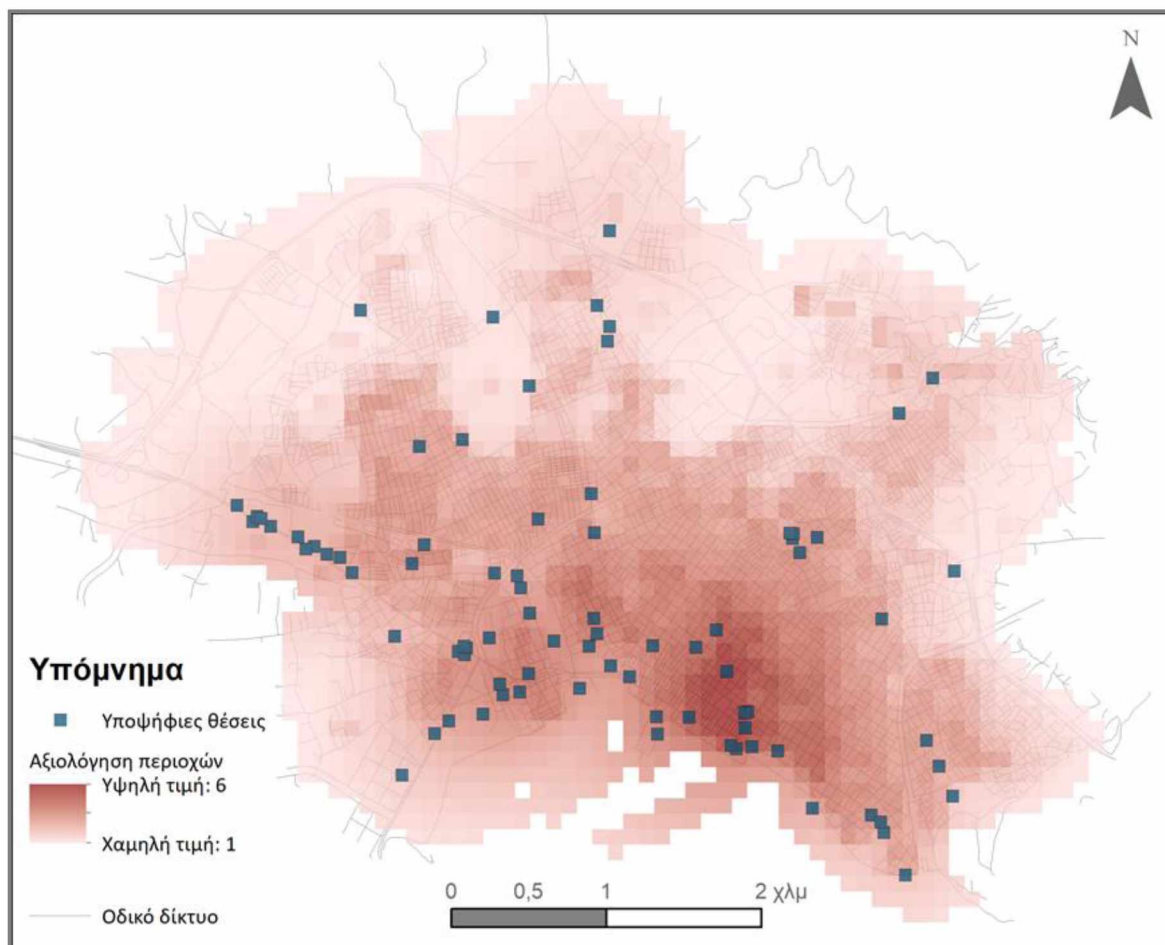 N
Υπόμνημα
Υποψήφιες θέσεις
Αξιολόγηση περιοχών
Υψηλή τιμή: 6
Χαμηλή τιμή: 1
Οδικό δίκτυο
0 0,5 1 2 χλμ